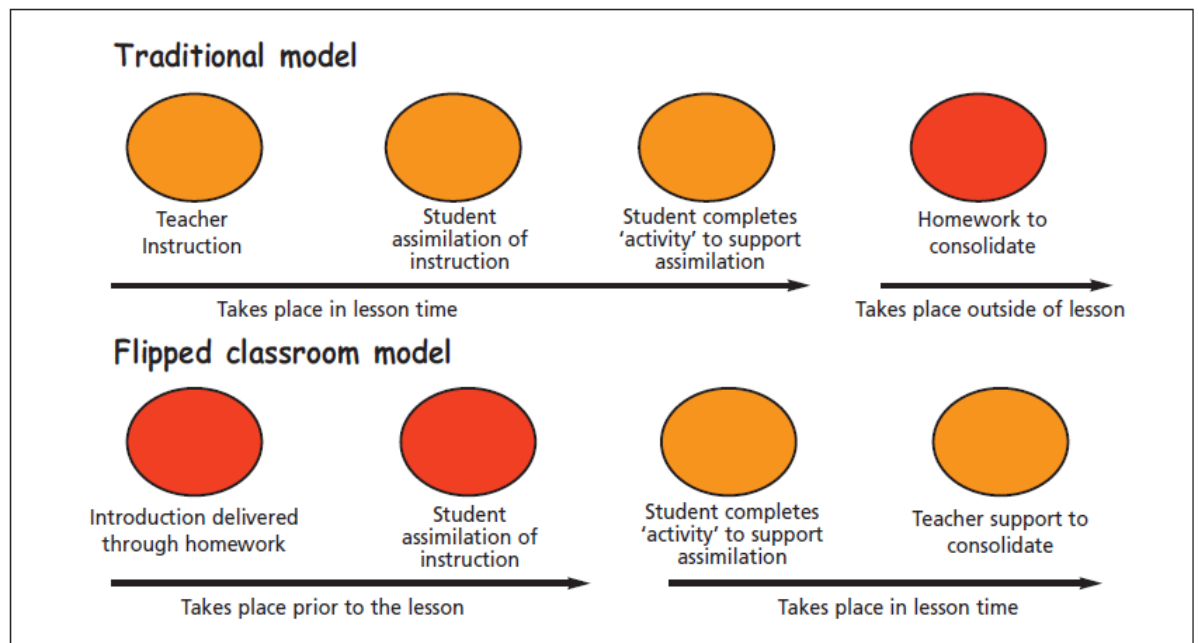 Traditional model
Teacher
Instruction
Student
assimilation of
instruction
Student completes
‘activity’ to support
assimilation
Homework to
consolidate
Takes place in lesson time
Takes place outside of lesson
Flipped classroom model
Introduction delivered
through homework
Student
assimilation of
instruction
Student completes
‘activity’ to support
assimilation
Teacher support to
consolidate
Takes place prior to the lesson
Takes place in lesson time